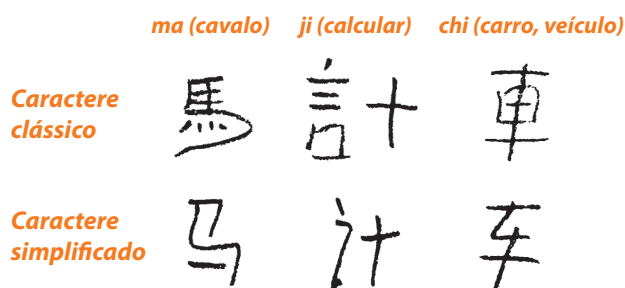 ma (cavalo) ji (calcular) chi (carro, veículo)
Caractere clássico 馬 計 車
Caractere simplificado 马 计 车